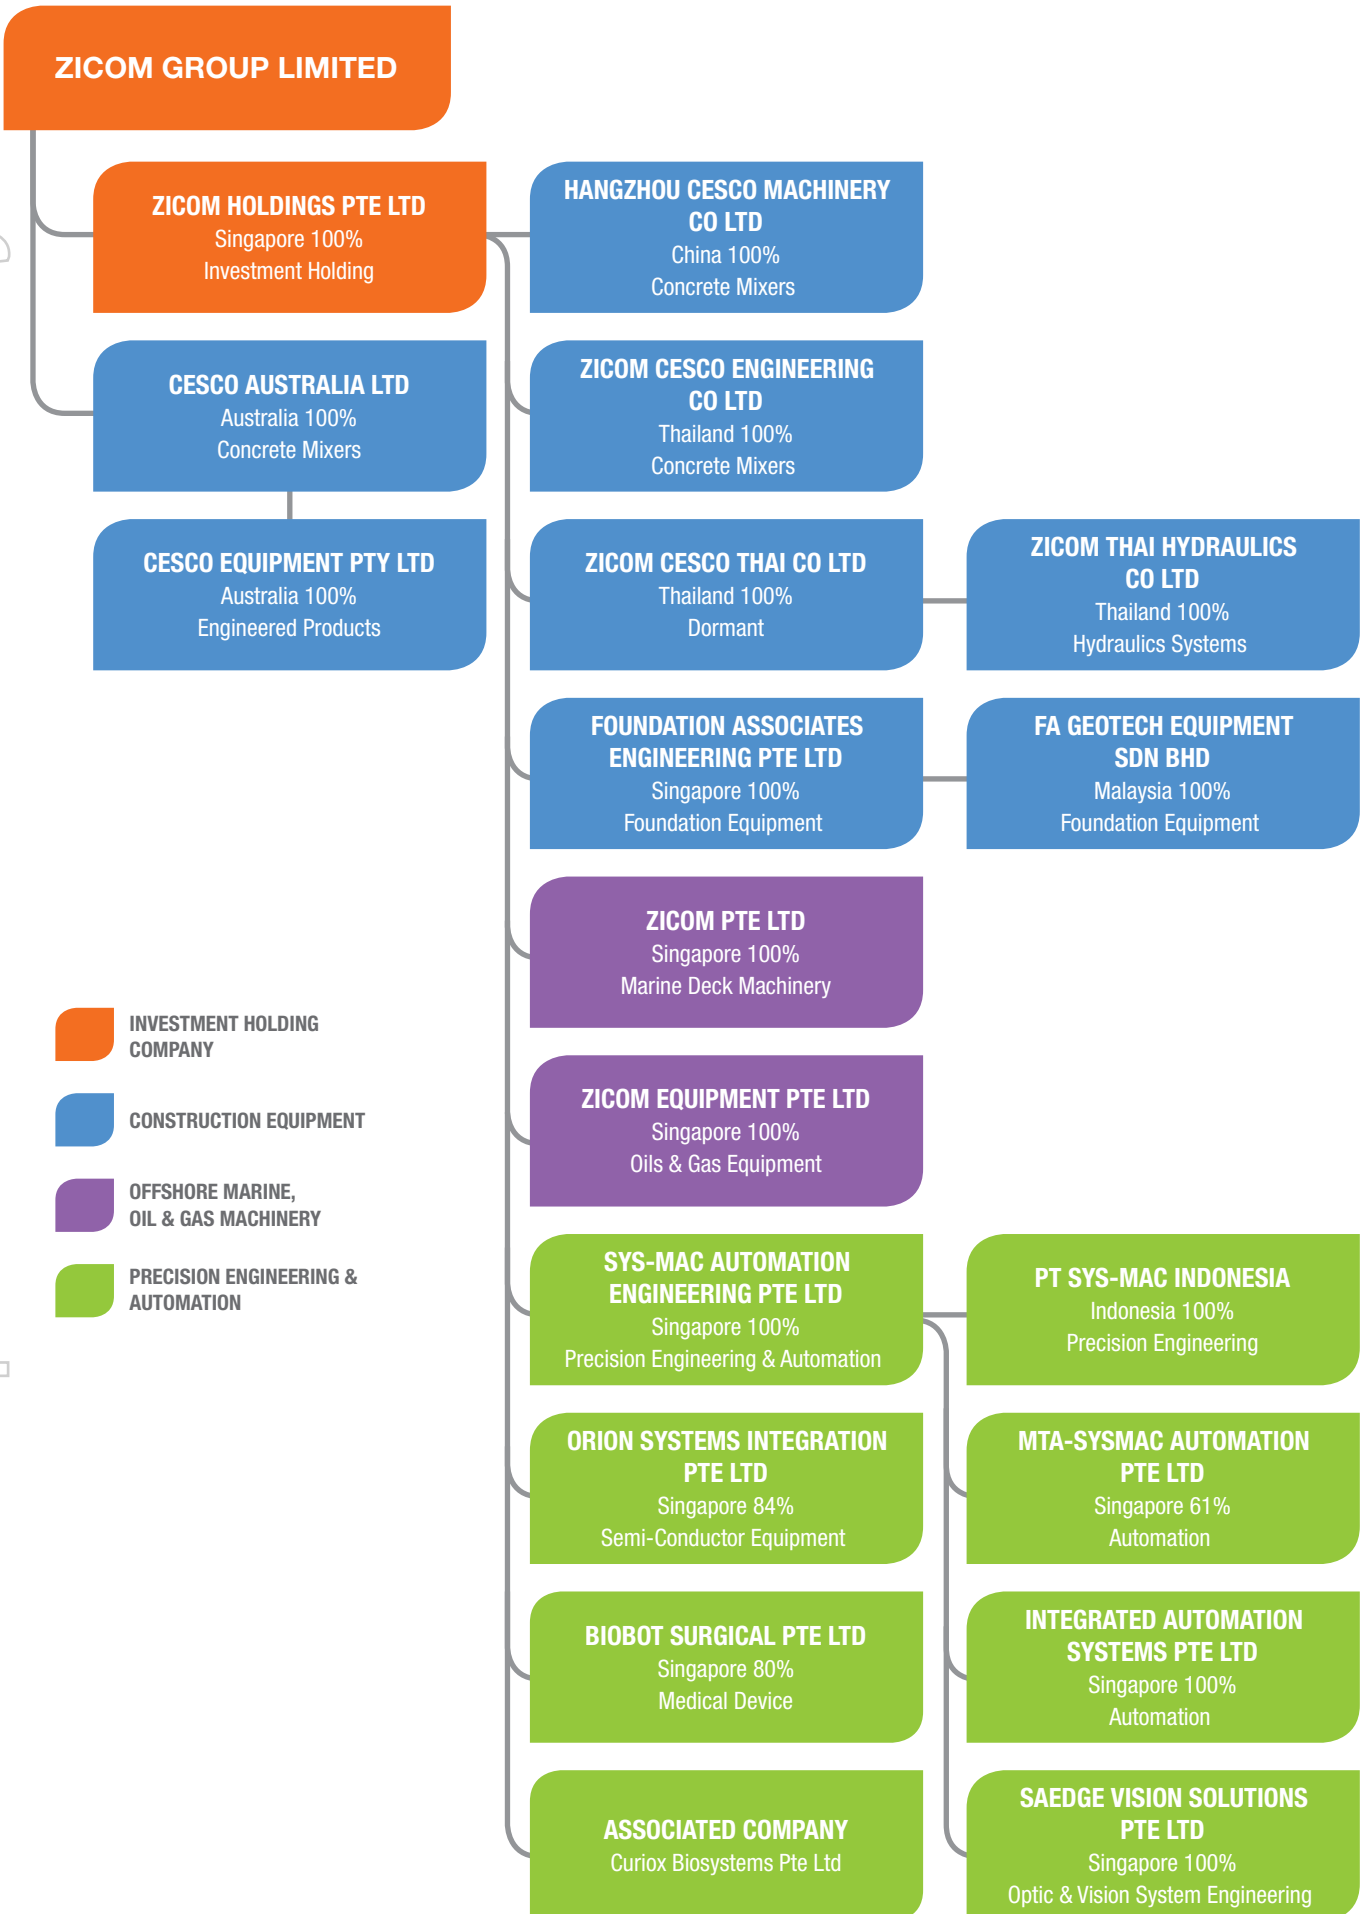 ZICOM GROUP LIMITED
ZICOM HOLDINGS PTE LTD
Singapore 100%
Investment Holding
CESCO AUSTRALIA LTD
Australia 100%
Concrete Mixers
CESCO EQUIPMENT PTY LTD
Australia 100%
Engineered Products
HANGZHOU CESCO MACHINERY
CO LTD
China 100%
Concrete Mixers
ZICOM CESCO ENGINEERING
CO LTD
Thailand 100%
Concrete Mixers
ZICOM CESCO THAI CO LTD
Thailand 100%
Dormant
ZICOM THAI HYDRAULICS
CO LTD
Thailand 100%
Hydraulics Systems
FOUNDATION ASSOCIATES
ENGINEERING PTE LTD
Singapore 100%
Foundation Equipment
FA GEOTECH EQUIPMENT
SDN BHD
Malaysia 100%
Foundation Equipment
ZICOM PTE LTD
Singapore 100%
Marine Deck Machinery
ZICOM EQUIPMENT PTE LTD
Singapore 100%
Oils & Gas Equipment
SYS-MAC AUTOMATION
ENGINEERING PTE LTD
Singapore 100%
Precision Engineering & Automation
PT SYS-MAC INDONESIA
Indonesia 100%
Precision Engineering
ORION SYSTEMS INTEGRATION
PTE LTD
Singapore 84%
Semi-Conductor Equipment
MTA-SYSMAC AUTOMATION
PTE LTD
Singapore 61%
Automation
BIOBOT SURGICAL PTE LTD
Singapore 80%
Medical Device
INTEGRATED AUTOMATION
SYSTEMS PTE LTD
Singapore 100%
Automation
ASSOCIATED COMPANY
Curiox Biosystems Pte Ltd
SAEDGE VISION SOLUTIONS
PTE LTD
Singapore 100%
Optic & Vision System Engineering
INVESTMENT HOLDING
COMPANY
CONSTRUCTION EQUIPMENT
OFFSHORE MARINE,
OIL & GAS MACHINERY
PRECISION ENGINEERING &
AUTOMATION